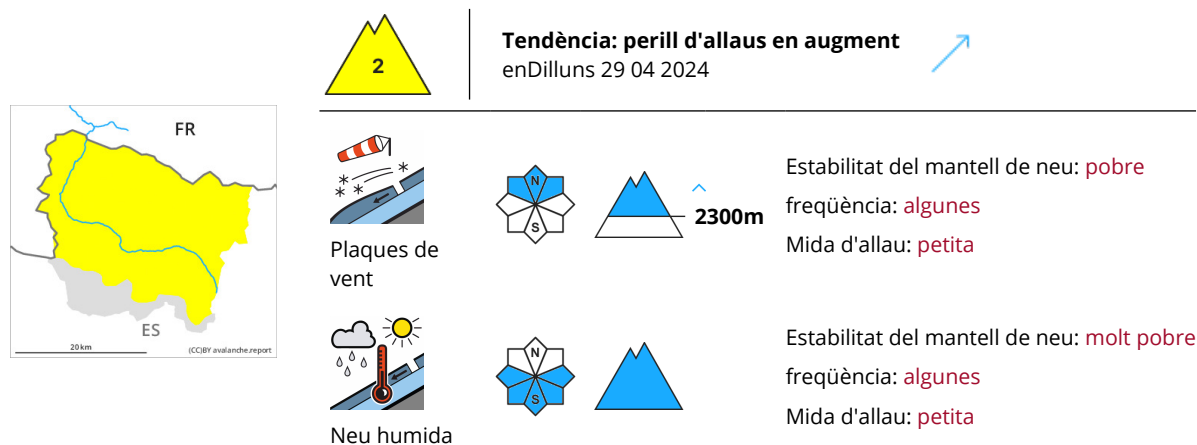 2
Tendència: perill d'allaus en augment
enDilluns 29 04 2024
FR
ES
20 km
(CC)BY avalanche.report
Plaques de
vent
N
S
2300m
Estabilitat del mantell de neu: pobre
freqüència: algunes
Mida d'allau: petita
Neu humida
N
S
Estabilitat del mantell de neu: molt pobre
freqüència: algunes
Mida d'allau: petita